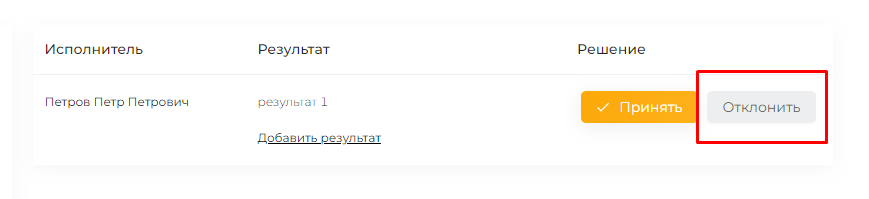 Исполнитель Результат Решение
Петров Петр Петрович результат 1 Принять Отклонить
Добавить результат